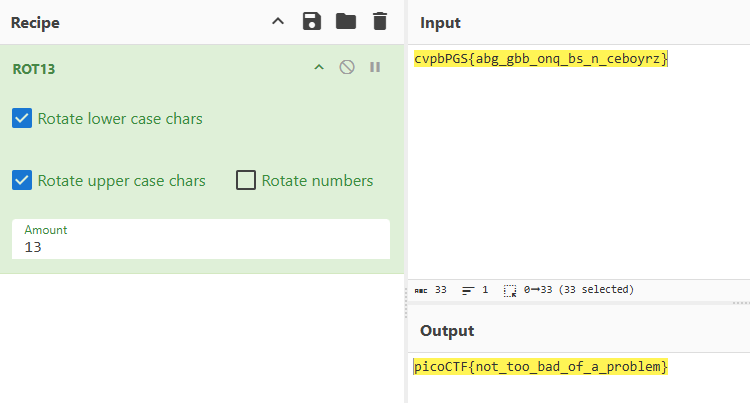 Recipe
ROT13
Rotate lower case chars
Rotate upper case chars
Rotate numbers
Amount
13
Input
cvpbPGS{abg_gbb_onq_bs_n_ceboyrz}
ABC 33
1
0→33 (33 selected)
Output
picoCTF{not_too_bad_of_a_problem}